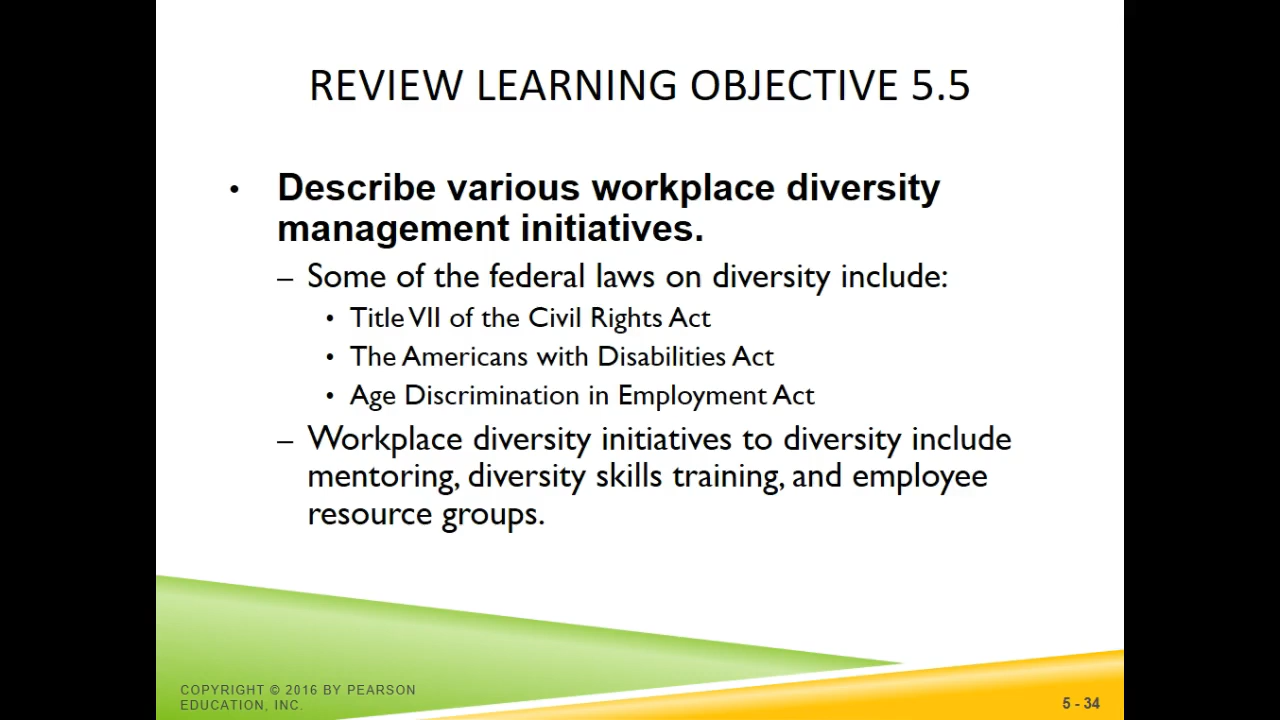 REVIEW LEARNING OBJECTIVE 5.5
• Describe various workplace diversity
management initiatives.
– Some of the federal laws on diversity include:
• Title VII of the Civil Rights Act
• The Americans with Disabilities Act
• Age Discrimination in Employment Act
– Workplace diversity initiatives to diversity include
mentoring, diversity skills training, and employee
resource groups.
COPYRIGHT © 2016 BY PEARSON
EDUCATION, INC.
5 - 34